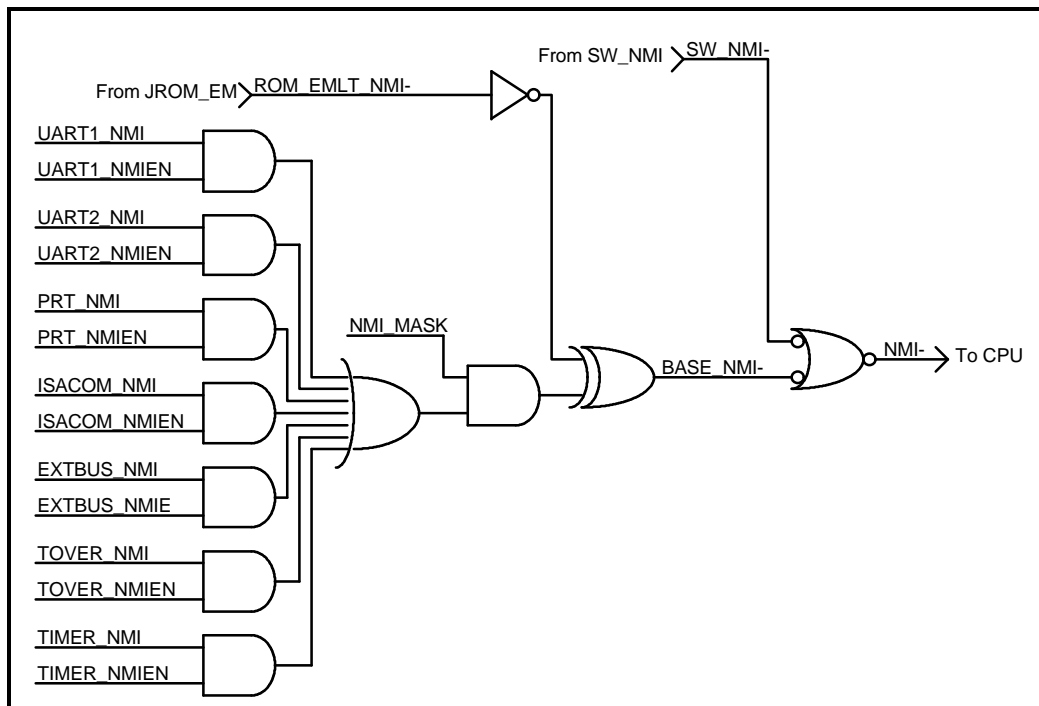 From SW_NMI SW_NMI-
From JROM_EM ROM_EMLT_NMI-
UART1_NMI
UART1_NMIEN
UART2_NMI
UART2_NMIEN
PRT_NMI
PRT_NMIEN
NMI_MASK
NMI- To CPU
BASE_NMI-
ISACOM_NMI
ISACOM_NMIEN
EXTBUS_NMI
EXTBUS_NMIE
TOVER_NMI
TOVER_NMIEN
TIMER_NMI
TIMER_NMIEN